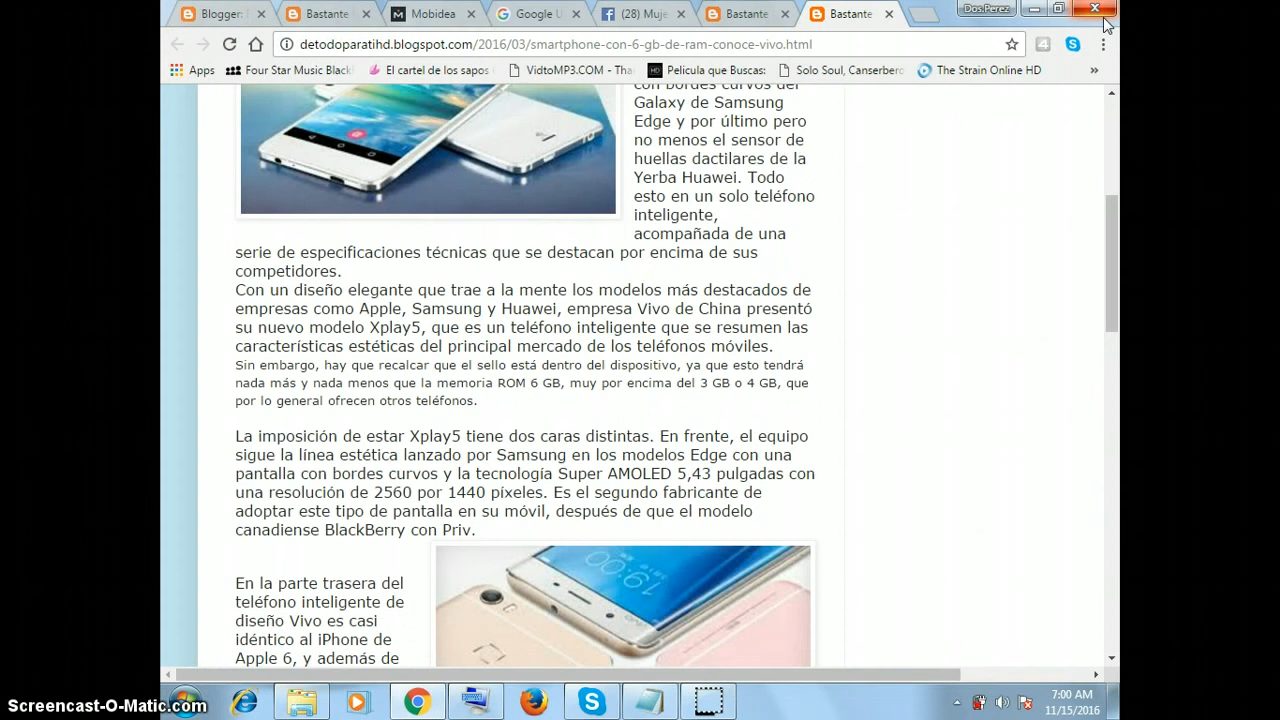 Blogger: F
Bastante
Mobidea
Google U
(28) Muje
Bastante
Bastante
Dos.Perez
detodoparatihd.blogspot.com/2016/03/smartphone-con-6-gb-de-ram-conoce-vivo.html
4
Apps
Four Star Music Black
El cartel de los sapos
VidtoMP3.COM - Tha
Pelicula que Buscas:
Solo Soul, Canserbero
The Strain Online HD
»
con bordes curvos del
Galaxy de Samsung
Edge y por último pero
no menos el sensor de
huellas dactilares de la
Yerba Huawei. Todo
esto en un solo teléfono
inteligente,
acompañada de una
serie de especificaciones técnicas que se destacan por encima de sus
competidores.
Con un diseño elegante que trae a la mente los modelos más destacados de
empresas como Apple, Samsung y Huawei, empresa Vivo de China presentó
su nuevo modelo Xplay5, que es un teléfono inteligente que se resumen las
características estéticas del principal mercado de los teléfonos móviles.
Sin embargo, hay que recalcar que el sello está dentro del dispositivo, ya que esto tendrá
nada más y nada menos que la memoria ROM 6 GB, muy por encima del 3 GB o 4 GB, que
por lo general ofrecen otros teléfonos.
La imposición de estar Xplay5 tiene dos caras distintas. En frente, el equipo
sigue la línea estética lanzado por Samsung en los modelos Edge con una
pantalla con bordes curvos y la tecnología Super AMOLED 5,43 pulgadas con
una resolución de 2560 por 1440 píxeles. Es el segundo fabricante de
adoptar este tipo de pantalla en su móvil, después de que el modelo
canadiense BlackBerry con Priv.
19:00
En la parte trasera del
teléfono inteligente de
diseño Vivo es casi
idéntico al iPhone de
Apple 6, y además de
7:00 AM
11/15/2016
Screencast-O-Matic.com